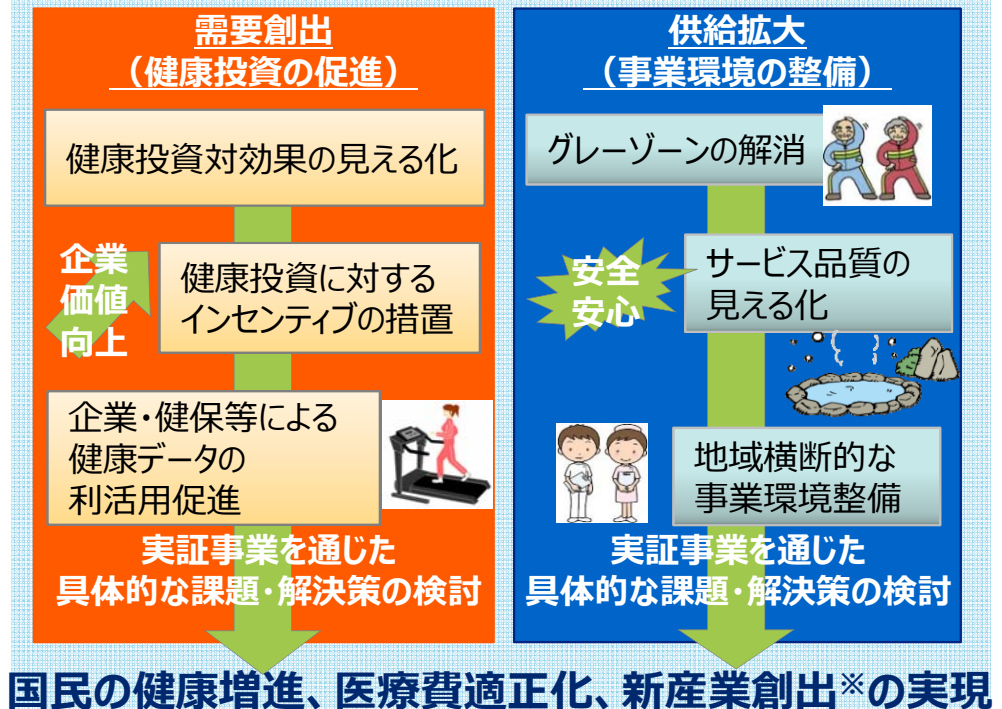 需要創出
（健康投資の促進）
健康投資対効果の見える化
企業
価値
向上
健康投資に対する
インセンティブの措置
企業・健保等による
健康データの
利活用促進
実証事業を通じた
具体的な課題・解決策の検討
供給拡大
（事業環境の整備）
グレーゾーンの解消
安全
安心
サービス品質の
見える化
地域横断的な
事業環境整備
実証事業を通じた
具体的な課題・解決策の検討
国民の健康増進、医療費適正化、新産業創出※の実現